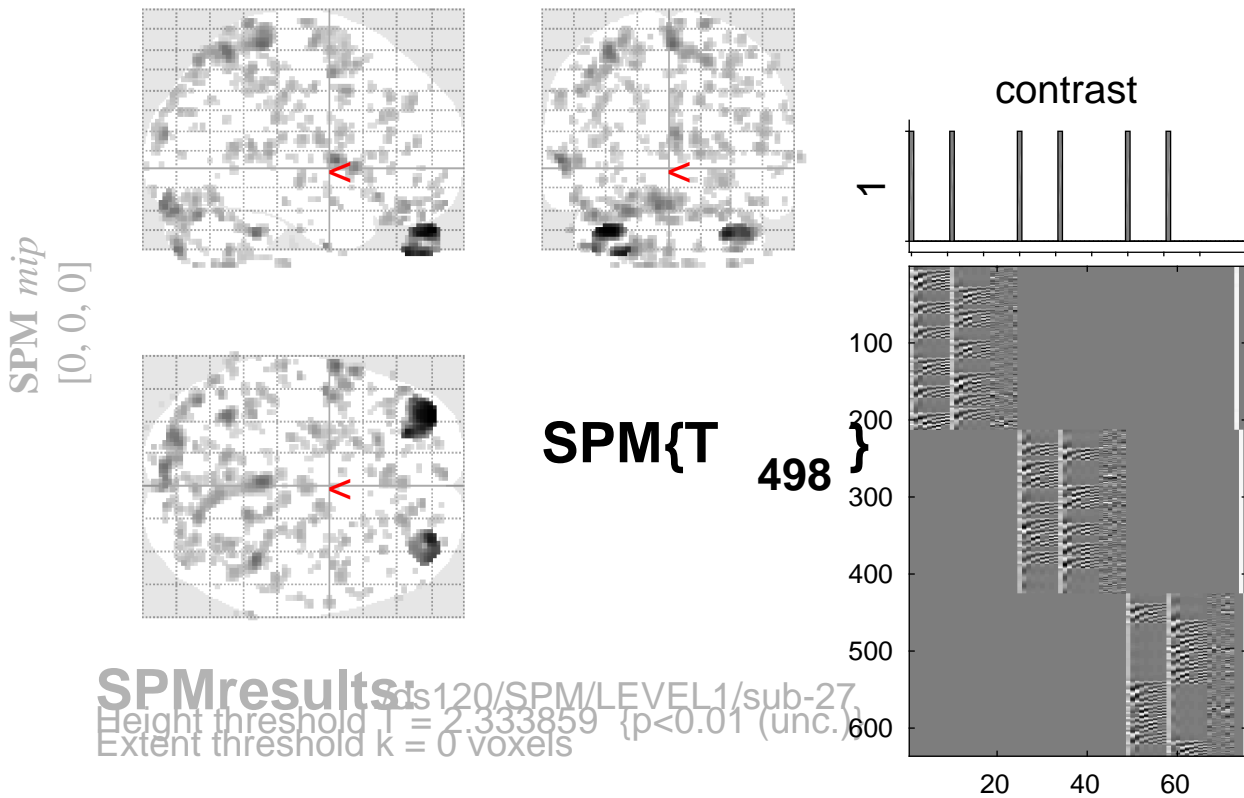 SPM mip
[0, 0, 0]
<
<
<
SPM{T498}
contrast
1
100
200
300
400
500
600
20 40 60
SPMresults: /ds120/SPM/LEVEL1/sub-27
Height threshold T = 2.333859 {p<0.01 (unc.)}
Extent threshold k = 0 voxels